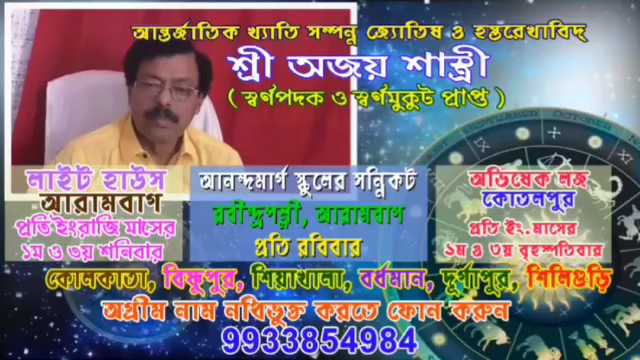 আন্তর্জাতিক খ্যাতি সম্পন্ন জ্যোতিষ ও হস্তরেখাবিদ্
শ্রী অজয় শাস্ত্রী
( স্বর্ণপদক ও স্বর্ণমুকুট প্রাপ্ত )
লাইট হাউস
আরামবাগ
প্রতি ইংরাজি মাসের
১ম ও ৩য় শনিবার
আনন্দমার্গ স্কুলের সন্নিকট
রবীন্দ্রপল্লী, আরামবাগ
প্রতি রবিবার
অভিষেক লজ
কোতলপুর
প্রতি ইং. মাসের
১ম ও ৩য় বৃহস্পতিবার
কোলকাতা, বিষ্ণুপুর, শিয়াখালা, বর্ধমান, দুর্গাপুর, শিলিগুড়ি
অগ্রীম নাম নথিভুক্ত করতে ফোন করুন
9933854984